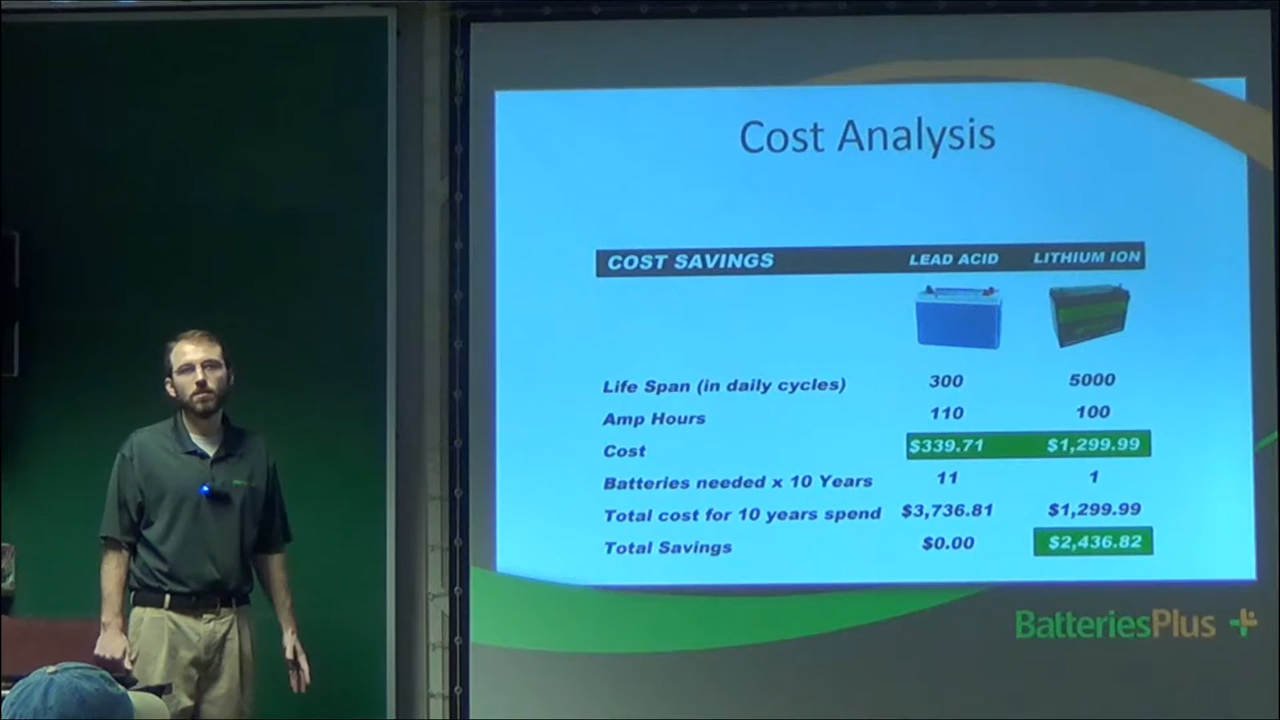 Cost Analysis
COST SAVINGS LEAD ACID LITHIUM ION
Life Span (in daily cycles) 300 5000
Amp Hours 110 100
Cost $339.71 $1,299.99
Batteries needed x 10 Years 11 1
Total cost for 10 years spend $3,736.81 $1,299.99
Total Savings $0.00 $2,436.82
BatteriesPlus